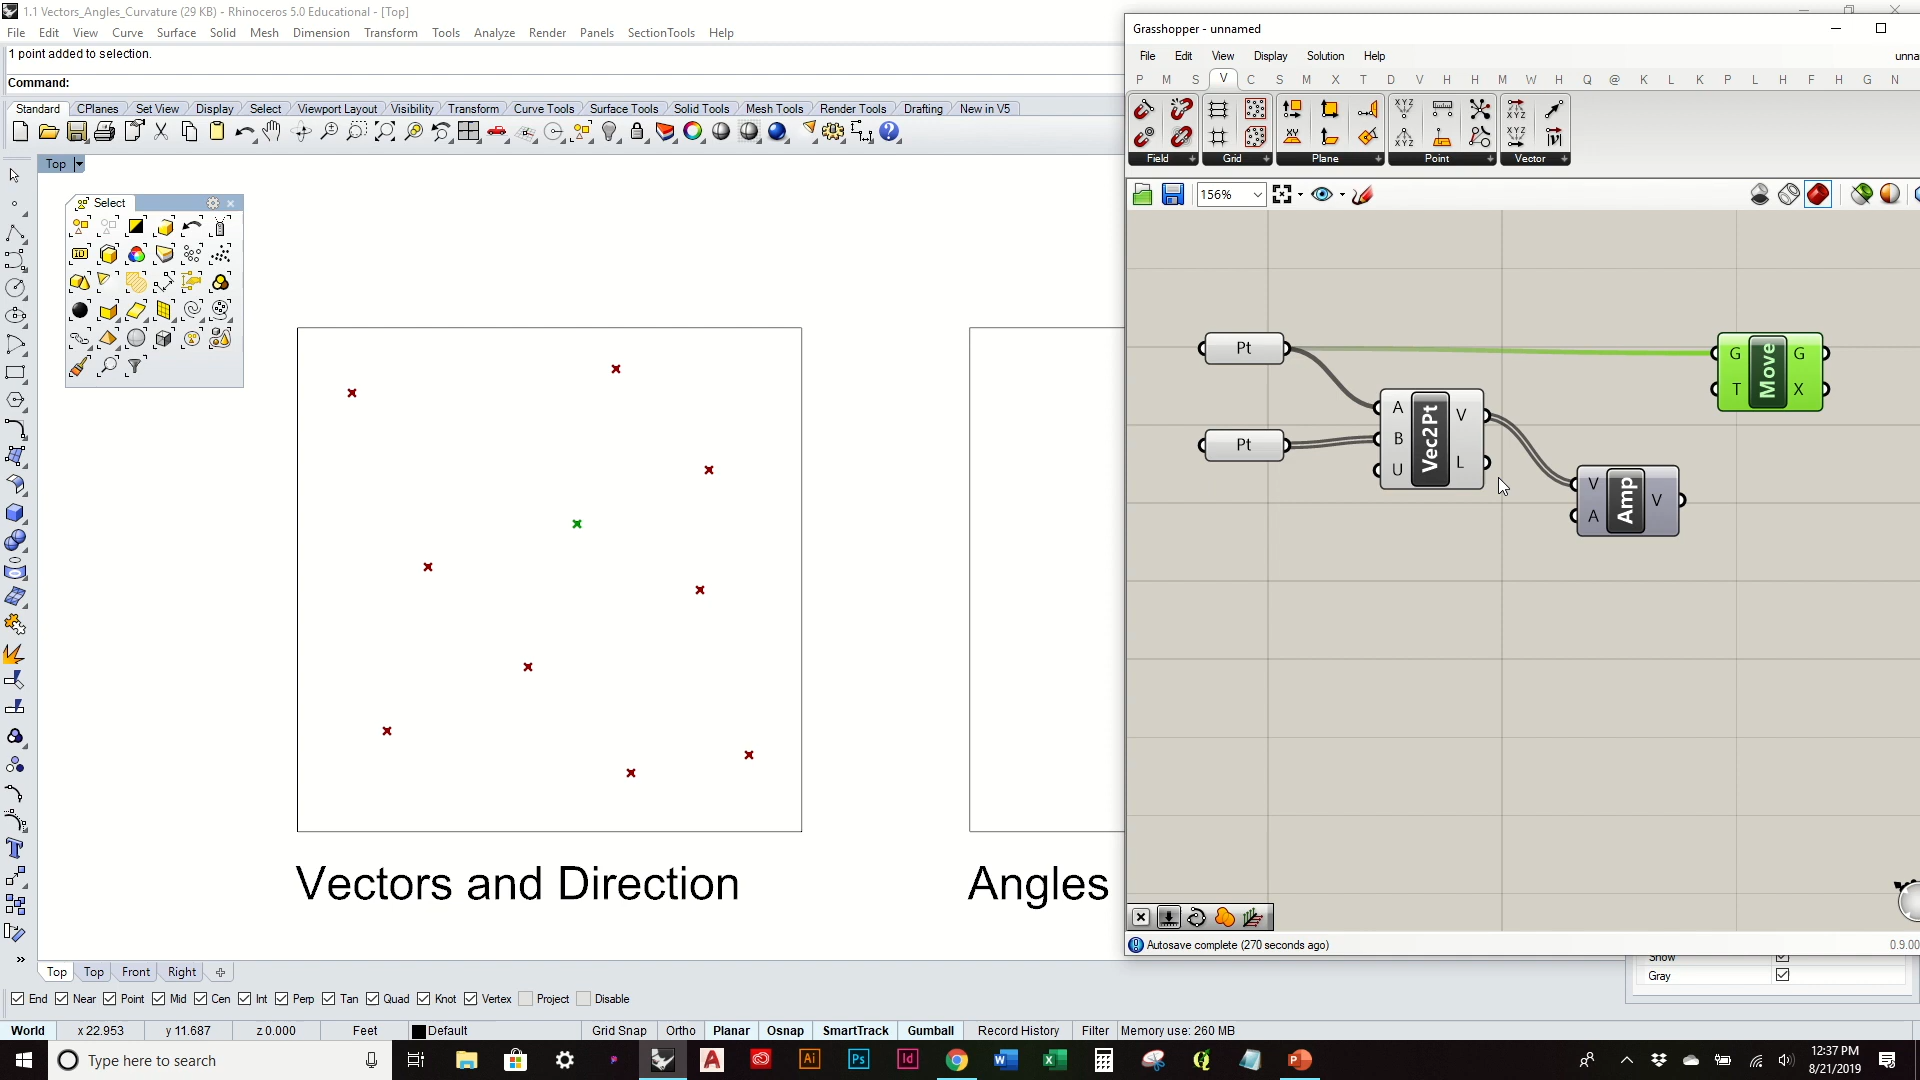 1.1 Vectors_Angles_Curvature (29 KB) - Rhinoceros 5.0 Educational - [Top]
File Edit View Curve Surface Solid Mesh Dimension Transform Tools Analyze Render Panels SectionTools Help
1 point added to selection.
Command:
Standard CPlanes Set View Display Select Viewport Layout Visibility Transform Curve Tools Surface Tools Solid Tools Mesh Tools Render Tools Drafting New in V5
Top
Select
Vectors and Direction
Angles
Grasshopper - unnamed
File Edit View Display Solution Help
unna
P M S V C S M X T D V H H M W H Q @ K L K P L H F H G N
Field Grid Plane Point Vector
156%
Pt
Pt
A B U Vec2Pt V L
V A Amp V
G T Move G X
Autosave complete (270 seconds ago)
0.9.00
Show
Gray
Top Top Front Right
End Near Point Mid Cen Int Perp Tan Quad Knot Vertex Project Disable
World x 22.953 y 11.687 z 0.000 Feet Default Grid Snap Ortho Planar Osnap SmartTrack Gumball Record History Filter Memory use: 260 MB
Type here to search
12:37 PM
8/21/2019